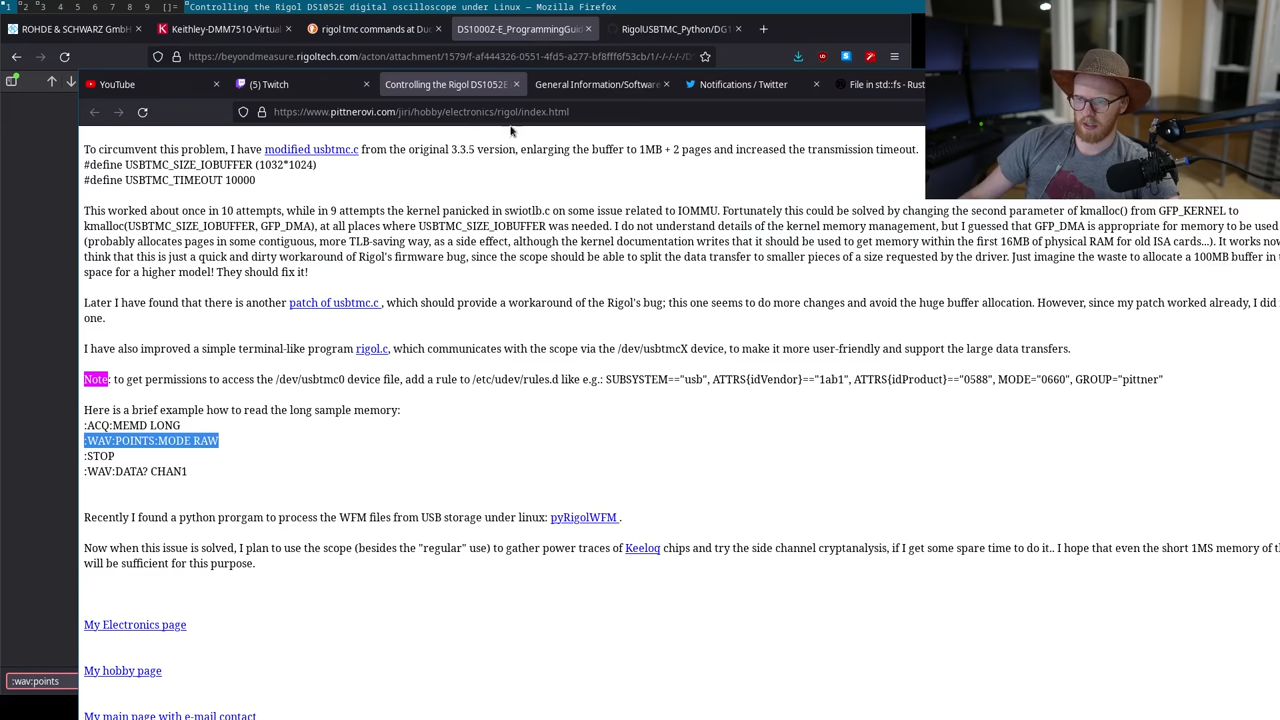 1 2 3 4 5 6 7 8 9 []= Controlling the Rigol DS1052E digital oscilloscope under Linux — Mozilla Firefox
ROHDE & SCHWARZ GmbH
Keithley-DMM7510-Virtual
rigol tmc commands at Duc
DS1000Z-E_ProgrammingGuid
RigolUSBTMC_Python/DG1
https://beyondmeasure.rigoltech.com/acton/attachment/1579/f-af444326-0551-4fd5-a277-bf8fff6f53cb/1/-/-/-/-/D
YouTube
(5) Twitch
Controlling the Rigol DS1052E
General Information/Software
Notifications / Twitter
File in std::fs - Rust
https://www.pittnerovi.com/jiri/hobby/electronics/rigol/index.html
To circumvent this problem, I have modified usbtmc.c from the original 3.3.5 version, enlarging the buffer to 1MB + 2 pages and increased the transmission timeout.
#define USBTMC_SIZE_IOBUFFER (1032*1024)
#define USBTMC_TIMEOUT 10000
This worked about once in 10 attempts, while in 9 attempts the kernel panicked in swiotlb.c on some issue related to IOMMU. Fortunately this could be solved by changing the second parameter of kmalloc() from GFP_KERNEL to
kmalloc(USBTMC_SIZE_IOBUFFER, GFP_DMA), at all places where USBTMC_SIZE_IOBUFFER was needed. I do not understand details of the kernel memory management, but I guessed that GFP_DMA is appropriate for memory to be used
(probably allocates pages in some contiguous, more TLB-saving way, as a side effect, although the kernel documentation writes that it should be used to get memory within the first 16MB of physical RAM for old ISA cards...). It works now
think that this is just a quick and dirty workaround of Rigol's firmware bug, since the scope should be able to split the data transfer to smaller pieces of a size requested by the driver. Just imagine the waste to allocate a 100MB buffer in
space for a higher model! They should fix it!
Later I have found that there is another patch of usbtmc.c , which should provide a workaround of the Rigol's bug; this one seems to do more changes and avoid the huge buffer allocation. However, since my patch worked already, I did
one.
I have also improved a simple terminal-like program rigol.c, which communicates with the scope via the /dev/usbtmcX device, to make it more user-friendly and support the large data transfers.
Note: to get permissions to access the /dev/usbtmc0 device file, add a rule to /etc/udev/rules.d like e.g.: SUBSYSTEM=="usb", ATTRS{idVendor}=="1ab1", ATTRS{idProduct}=="0588", MODE="0660", GROUP="pittner"
Here is a brief example how to read the long sample memory:
:ACQ:MEMD LONG
:WAV:POINTS:MODE RAW
:STOP
:WAV:DATA? CHAN1
Recently I found a python prorgam to process the WFM files from USB storage under linux: pyRigolWFM .
Now when this issue is solved, I plan to use the scope (besides the "regular" use) to gather power traces of Keeloq chips and try the side channel cryptanalysis, if I get some spare time to do it.. I hope that even the short 1MS memory of th
will be sufficient for this purpose.
My Electronics page
My hobby page
:wav:points
My main page with e-mail contact